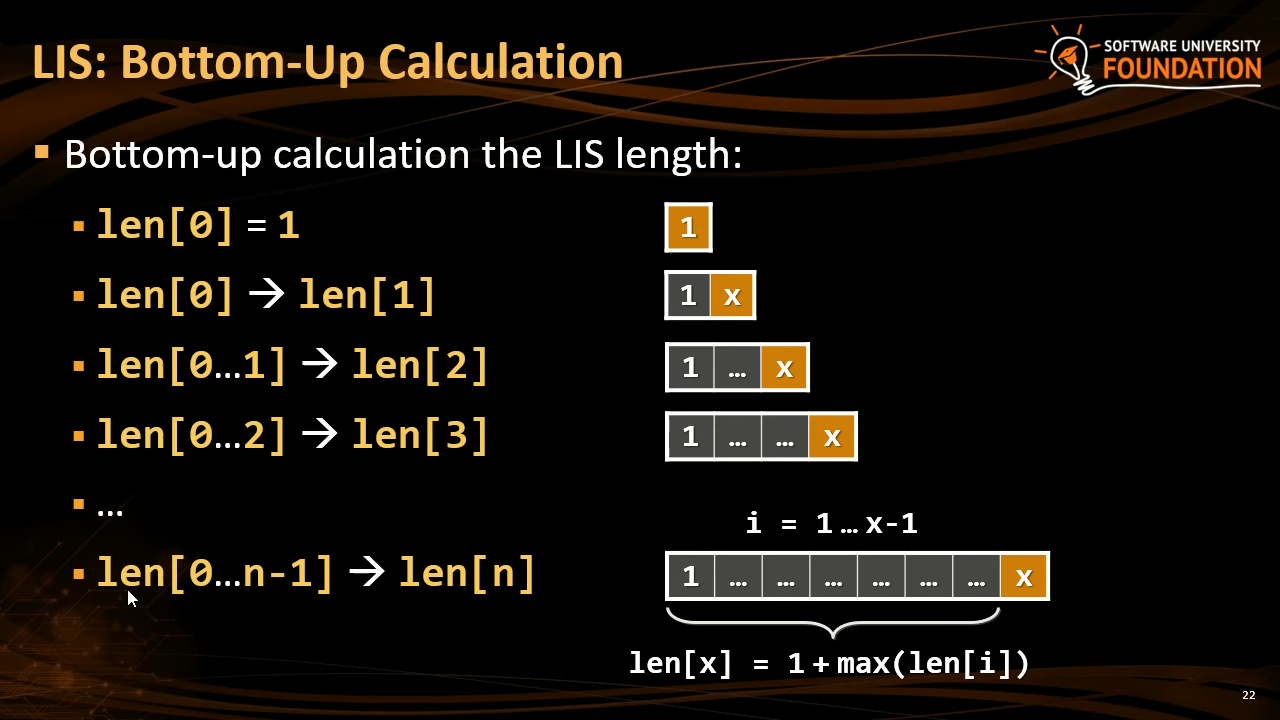 LIS: Bottom-Up Calculation
SOFTWARE UNIVERSITY
FOUNDATION
Bottom-up calculation the LIS length:
len[0] = 1
1
len[0] → len[1]
1 x
len[0…1] → len[2]
1 … x
len[0…2] → len[3]
1 … … x
…
i = 1…x-1
len[0…n-1] → len[n]
1 … … … … … … x
len[x] = 1+max(len[i])
22